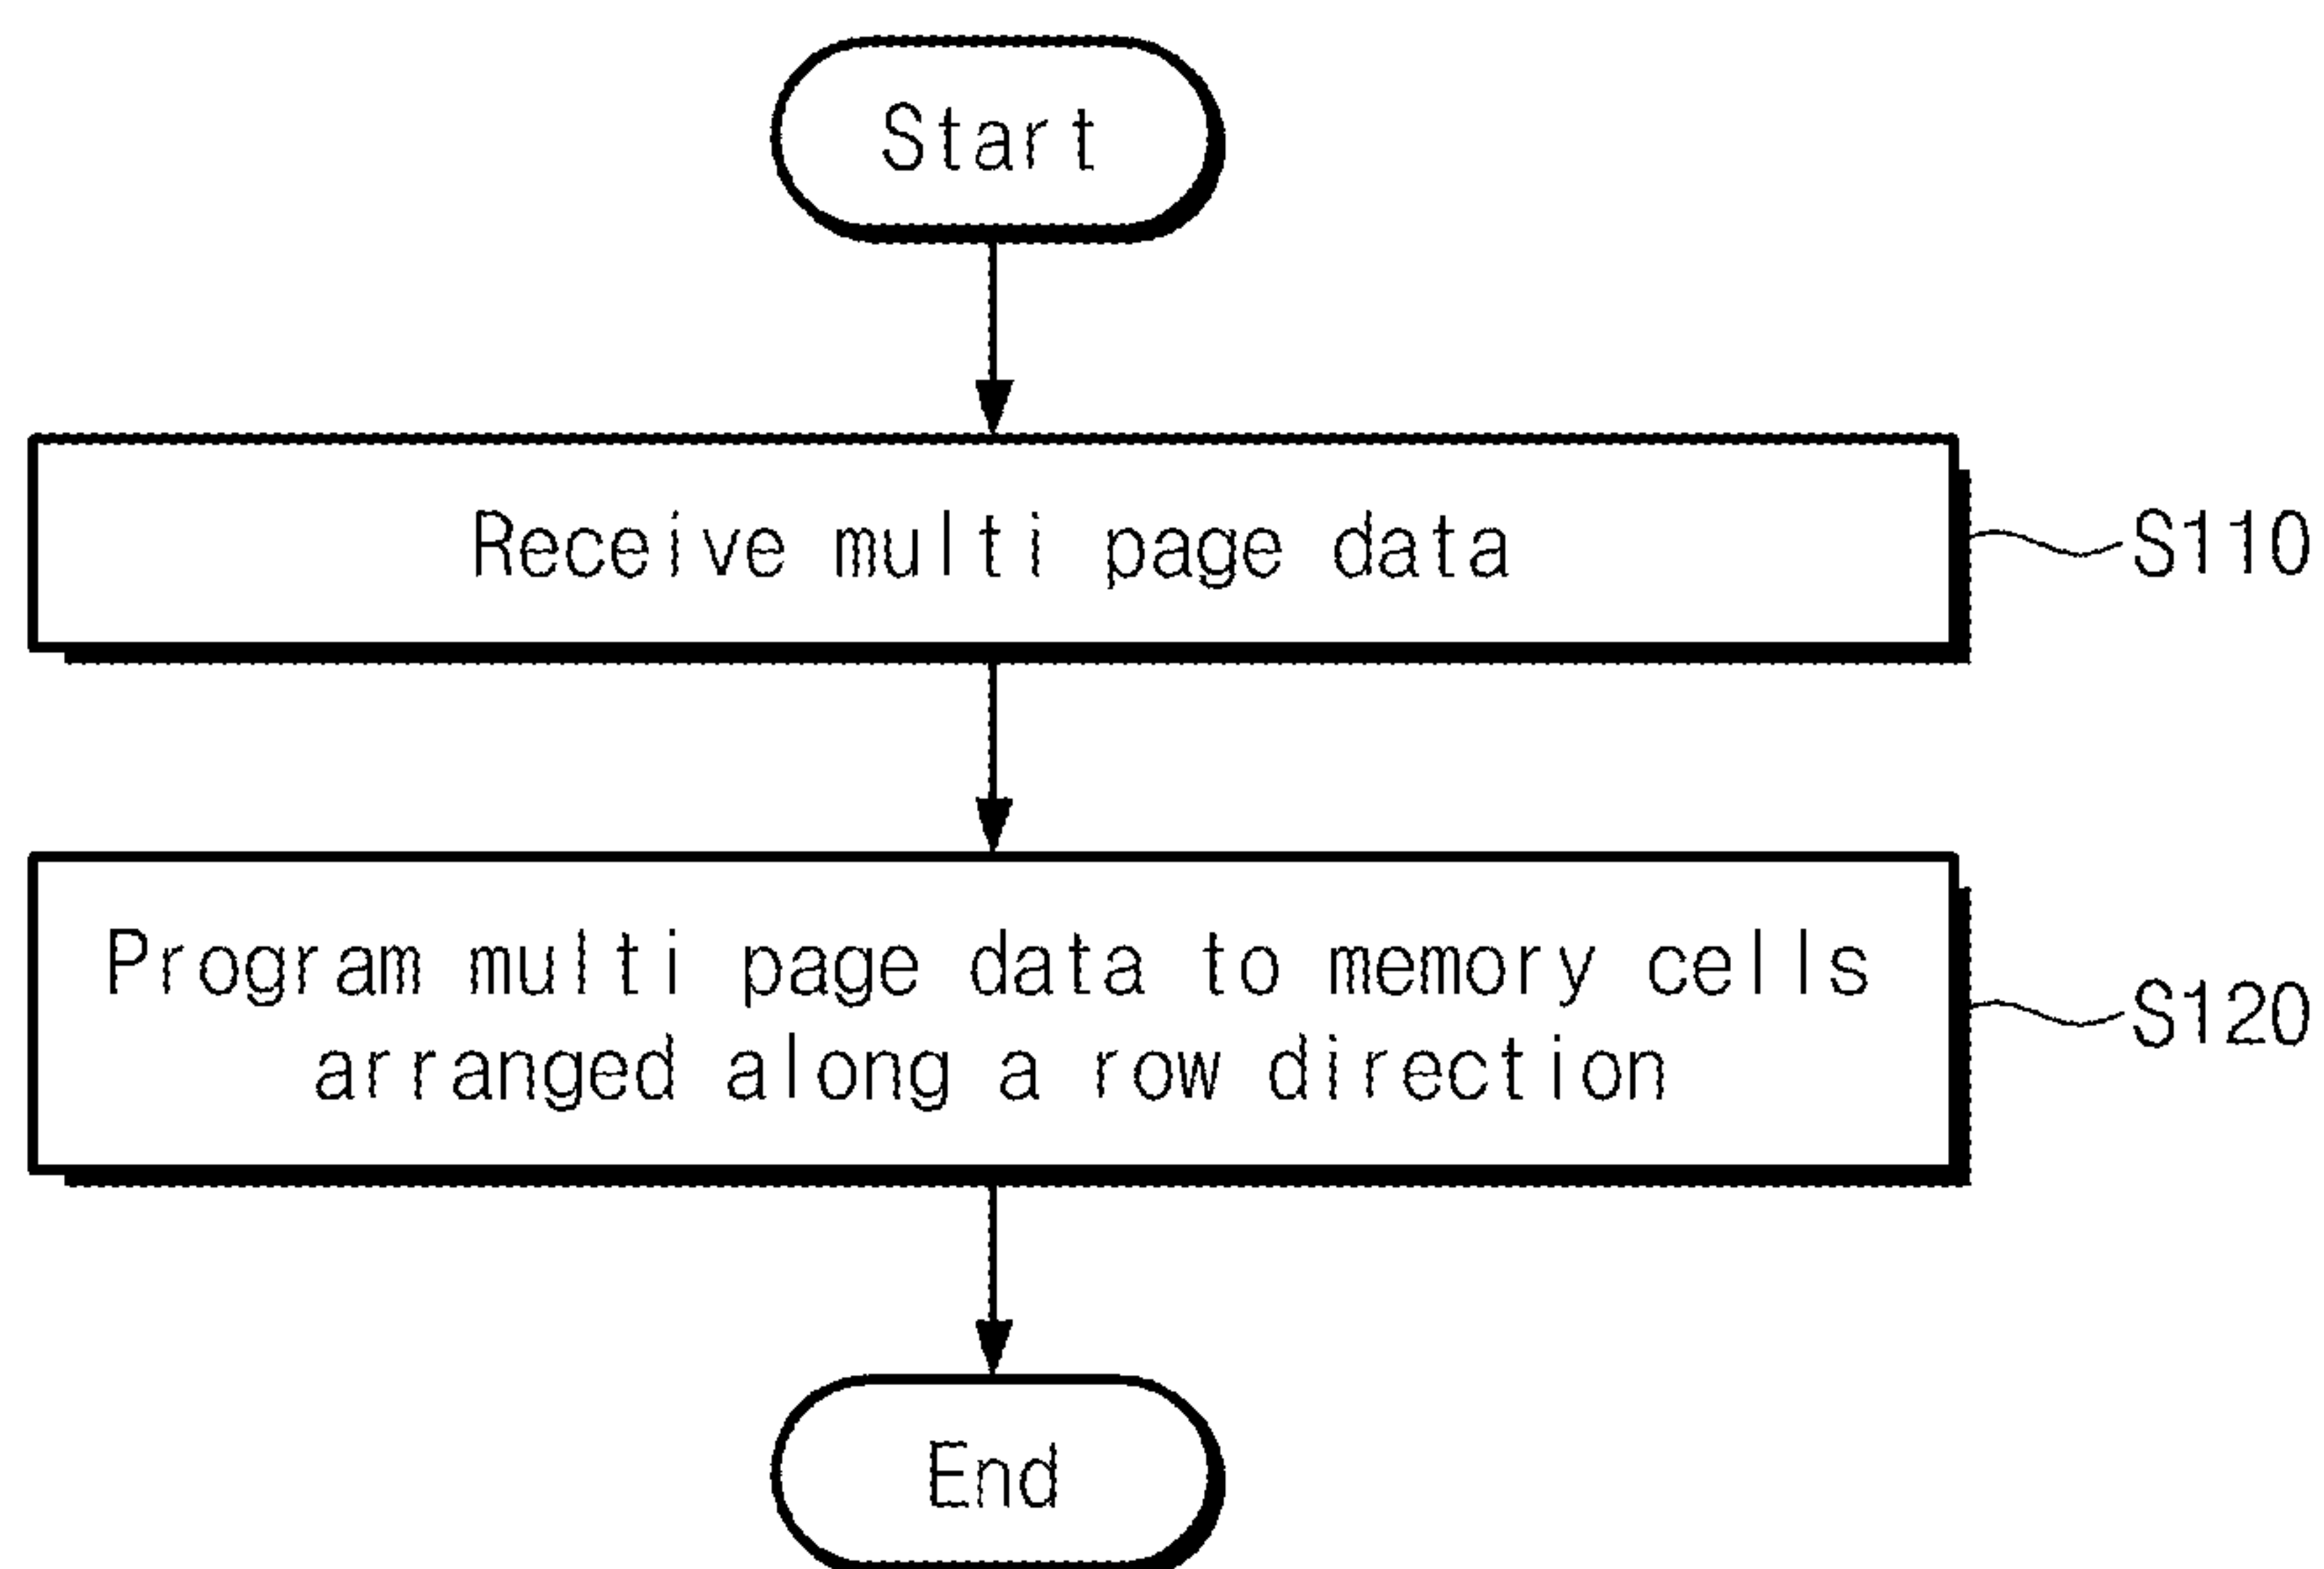 Start
Receive multi page data
S110
Program multi page data to memory cells
arranged along a row direction
S120
End